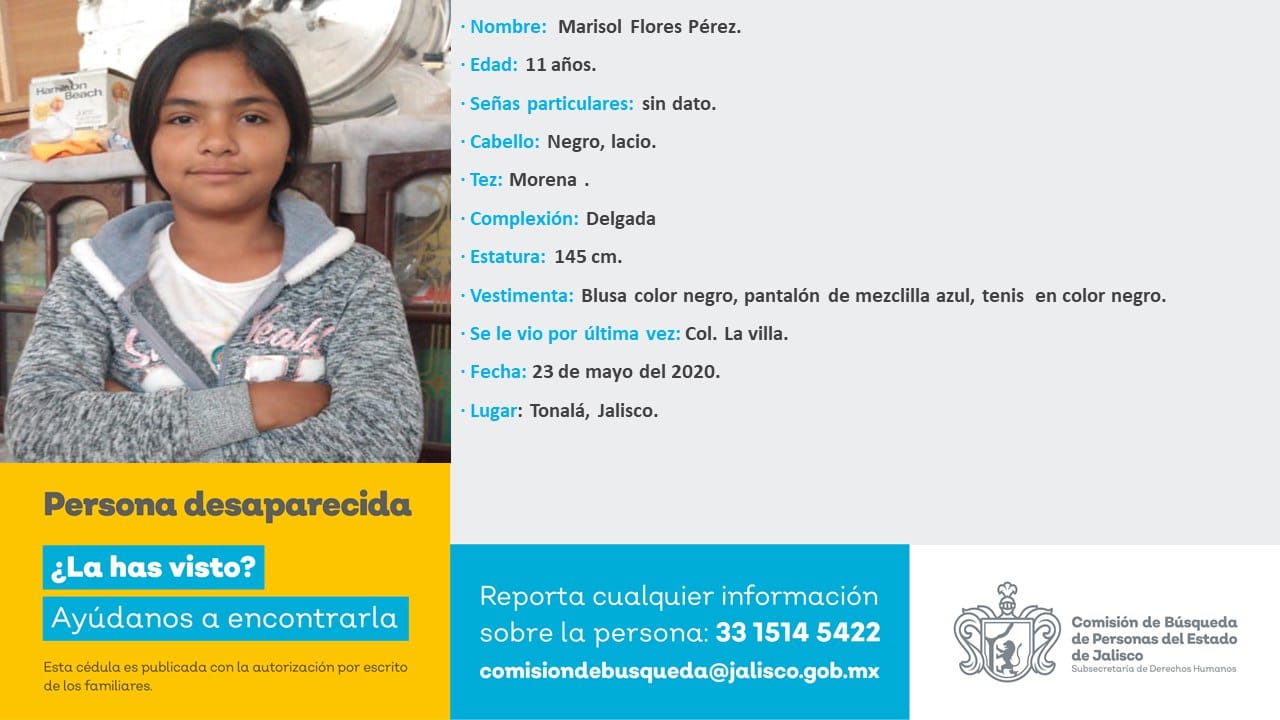 Hamilton
Beach
Yeah!
· Nombre: Marisol Flores Pérez.
· Edad: 11 años.
· Señas particulares: sin dato.
· Cabello: Negro, lacio.
· Tez: Morena .
· Complexión: Delgada
· Estatura: 145 cm.
· Vestimenta: Blusa color negro, pantalón de mezclilla azul, tenis en color negro.
· Se le vio por última vez: Col. La villa.
· Fecha: 23 de mayo del 2020.
· Lugar: Tonalá, Jalisco.
Persona desaparecida
¿La has visto?
Ayúdanos a encontrarla
Esta cédula es publicada con la autorización por escrito
de los familiares.
Reporta cualquier información
sobre la persona: 33 1514 5422
comisiondebusqueda@jalisco.gob.mx
Comisión de Búsqueda
de Personas del Estado
de Jalisco
Subsecretaría de Derechos Humanos